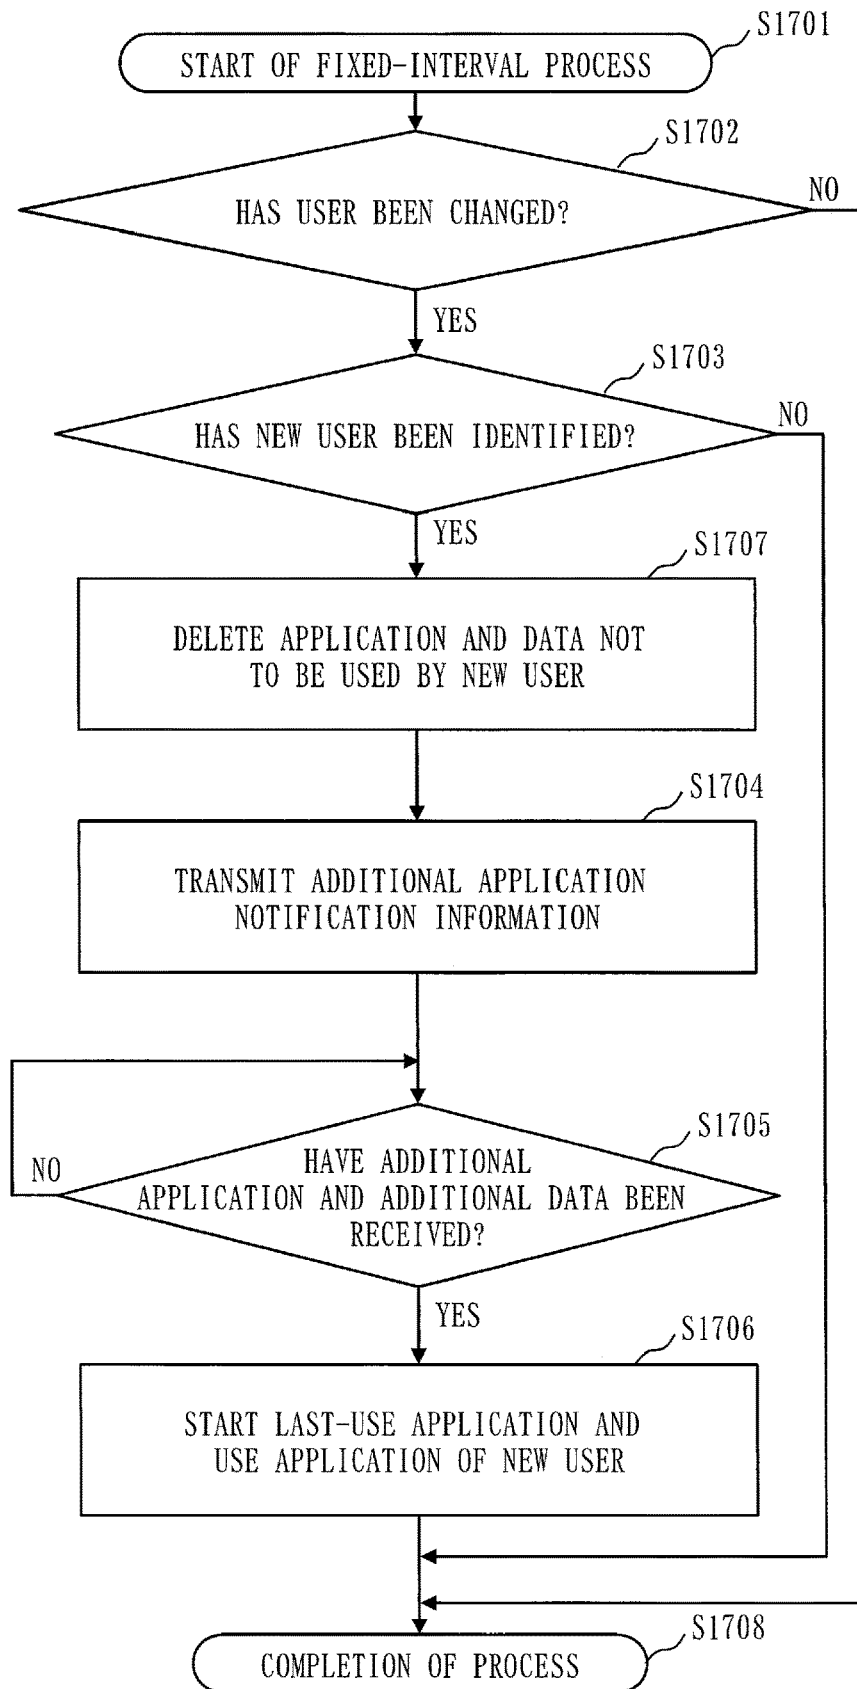 S1701
START OF FIXED-INTERVAL PROCESS
S1702
HAS USER BEEN CHANGED?
NO
YES
S1703
HAS NEW USER BEEN IDENTIFIED?
NO
YES
S1707
DELETE APPLICATION AND DATA NOT
TO BE USED BY NEW USER
S1704
TRANSMIT ADDITIONAL APPLICATION
NOTIFICATION INFORMATION
S1705
HAVE ADDITIONAL
APPLICATION AND ADDITIONAL DATA BEEN
RECEIVED?
NO
YES
S1706
START LAST-USE APPLICATION AND
USE APPLICATION OF NEW USER
S1708
COMPLETION OF PROCESS